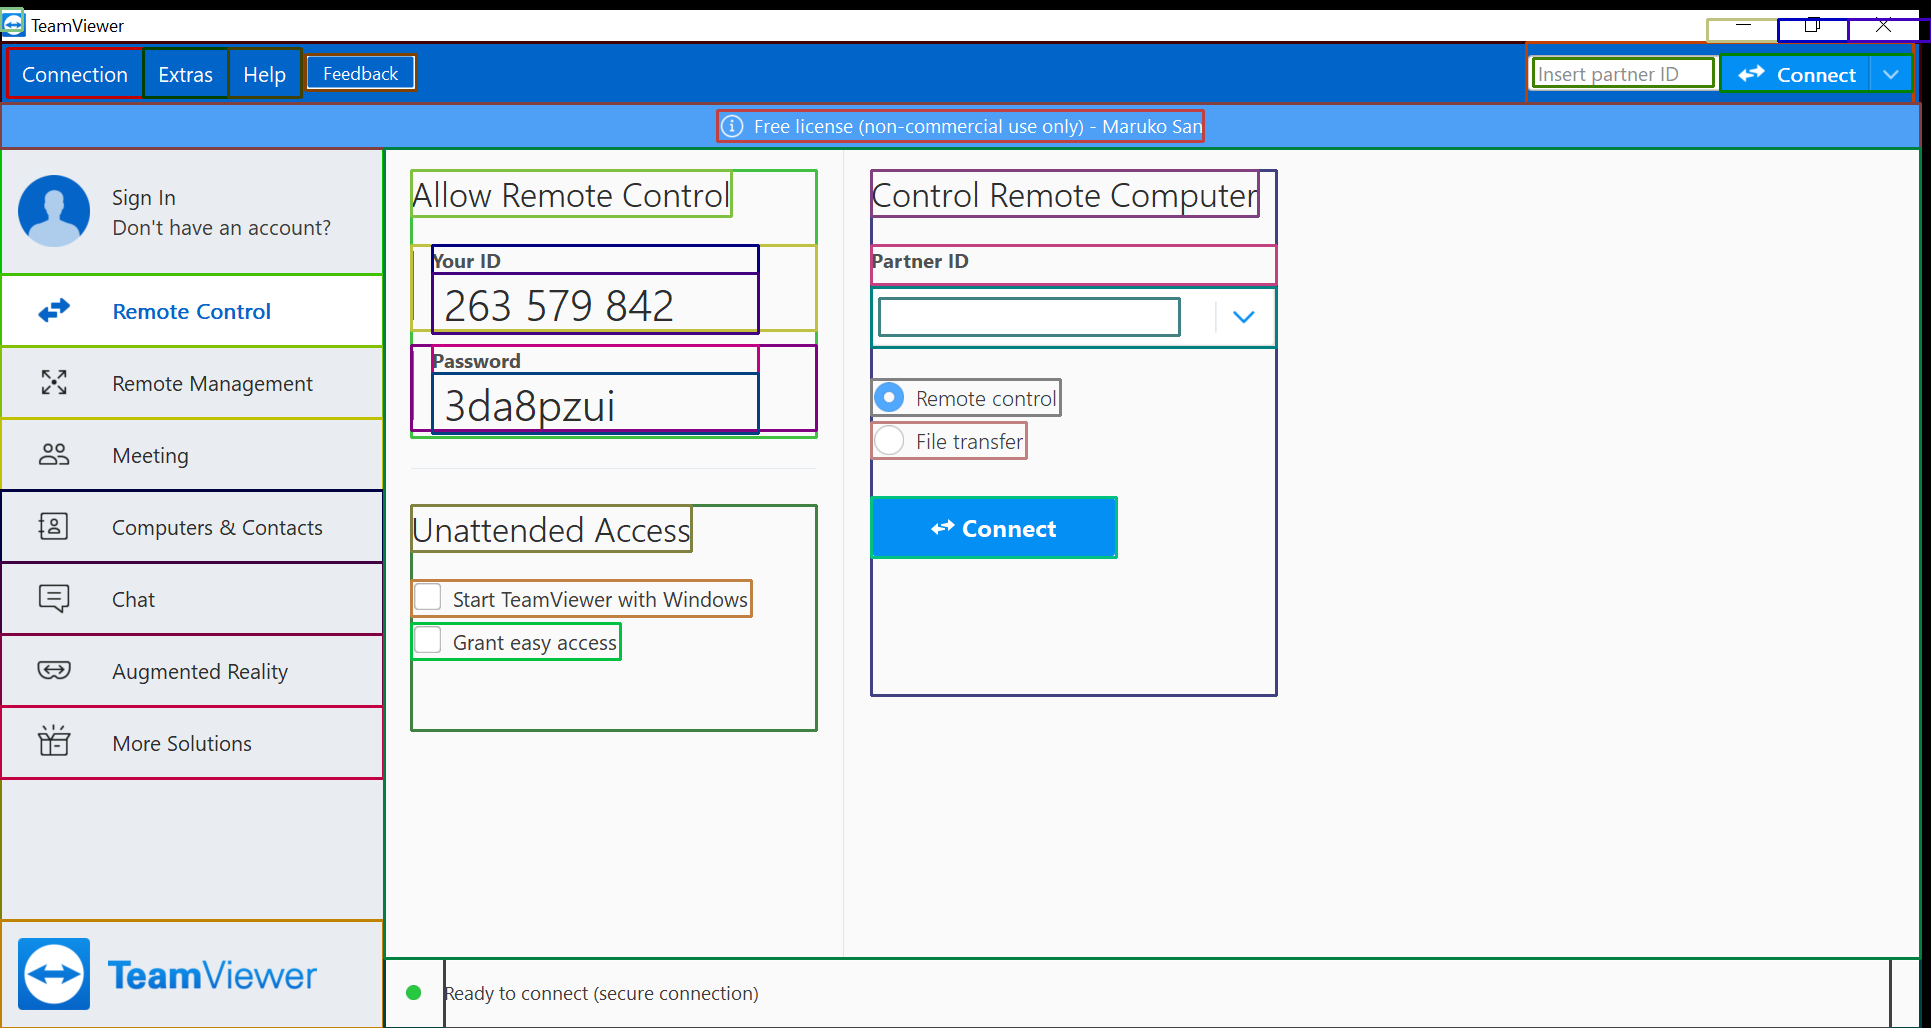 TeamViewer
Connection Extras Help Feedback
Insert partner ID Connect
Free license (non-commercial use only) - Maruko San
Sign In
Don't have an account?
Remote Control
Remote Management
Meeting
Computers & Contacts
Chat
Augmented Reality
More Solutions
TeamViewer
Allow Remote Control
Your ID
263 579 842
Password
3da8pzui
Unattended Access
Start TeamViewer with Windows
Grant easy access
Control Remote Computer
Partner ID
Remote control
File transfer
Connect
Ready to connect (secure connection)